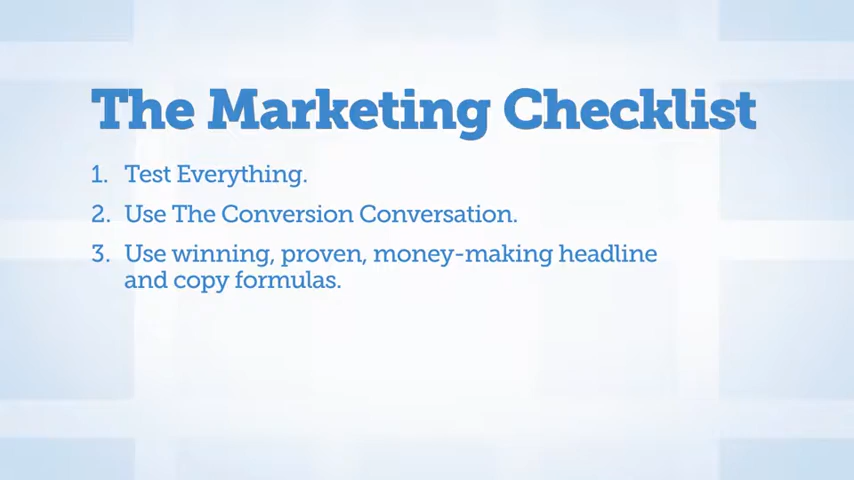 The Marketing Checklist
1. Test Everything.
2. Use The Conversion Conversation.
3. Use winning, proven, money-making headline
and copy formulas.